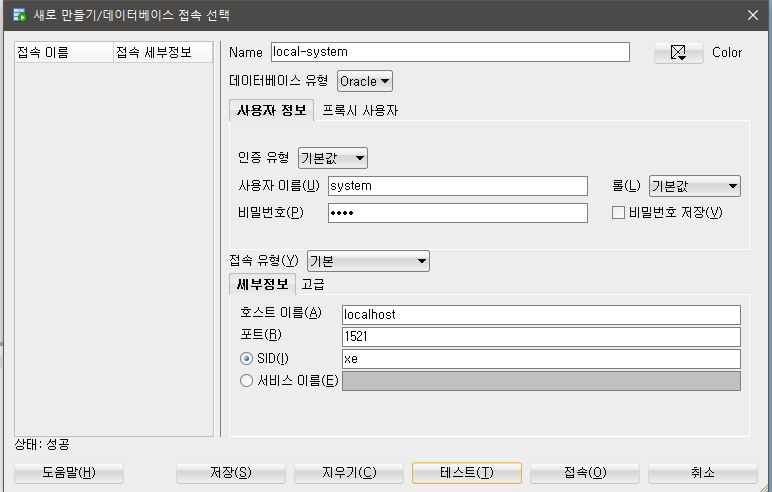 새로 만들기/데이터베이스 접속 선택
접속 이름 접속 세부정보
Name local-system Color
데이터베이스 유형 Oracle
사용자 정보 프록시 사용자
인증 유형 기본값
사용자 이름(U) system 롤(L) 기본값
비밀번호(P) •••• 비밀번호 저장(V)
접속 유형(Y) 기본
세부정보 고급
호스트 이름(A) localhost
포트(R) 1521
SID(I) xe
서비스 이름(E)
상태: 성공
도움말(H) 저장(S) 지우기(C) 테스트(T) 접속(O) 취소